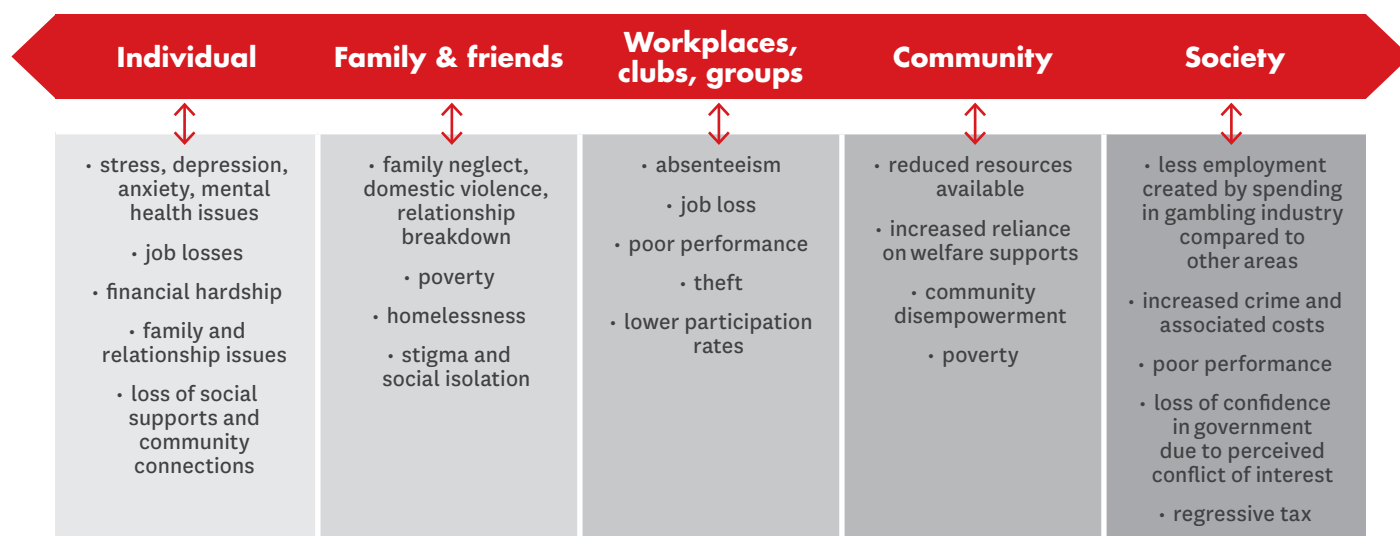 Individual
Family & friends
Workplaces,
clubs, groups
Community
Society
• stress, depression,
anxiety, mental
health issues
• job losses
• financial hardship
• family and
relationship issues
• loss of social
supports and
community
connections
• family neglect,
domestic violence,
relationship
breakdown
• poverty
• homelessness
• stigma and
social isolation
• absenteeism
• job loss
• poor performance
• theft
• lower participation
rates
• reduced resources
available
• increased reliance
on welfare supports
• community
disempowerment
• poverty
• less employment
created by spending
in gambling industry
compared to
other areas
• increased crime and
associated costs
• poor performance
• loss of confidence
in government
due to perceived
conflict of interest
• regressive tax